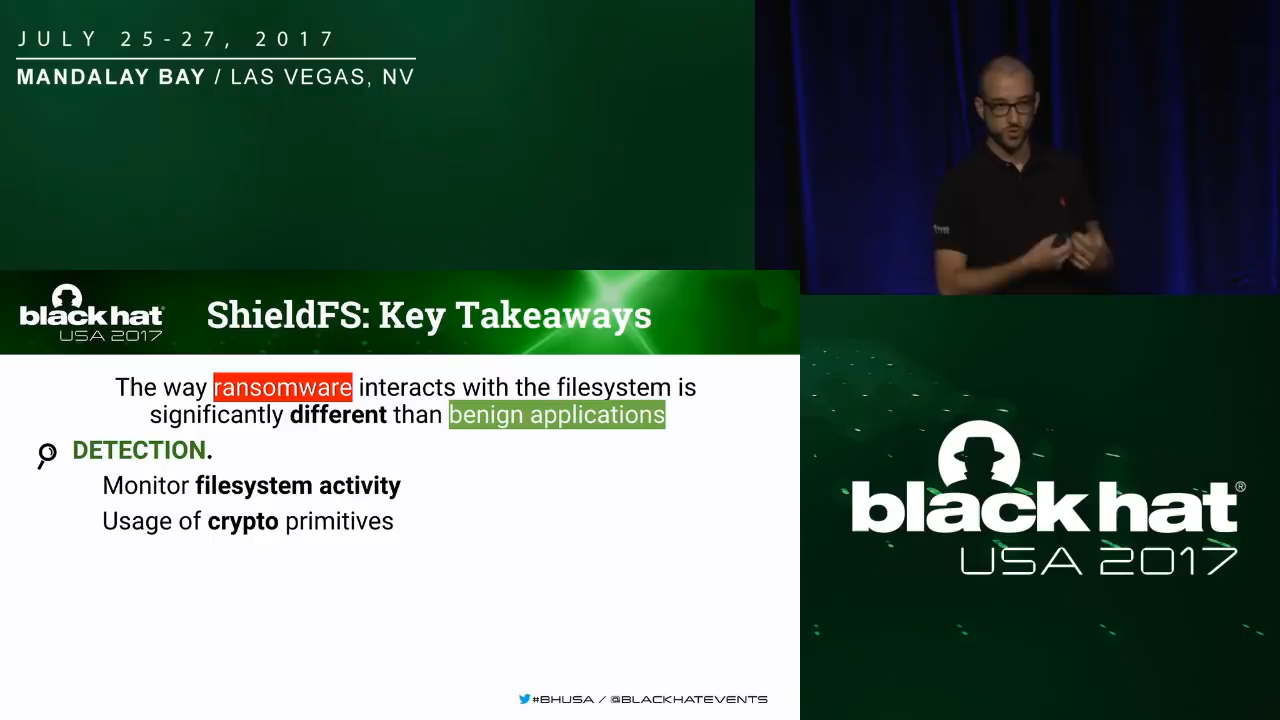 JULY 25-27, 2017
MANDALAY BAY / LAS VEGAS, NV
black hat
USA 2017
ShieldFS: Key Takeaways
The way ransomware interacts with the filesystem is
significantly different than benign applications
DETECTION.
Monitor filesystem activity
Usage of crypto primitives
#BHUSA / @BLACKHATEVENTS
black hat®
USA 2017